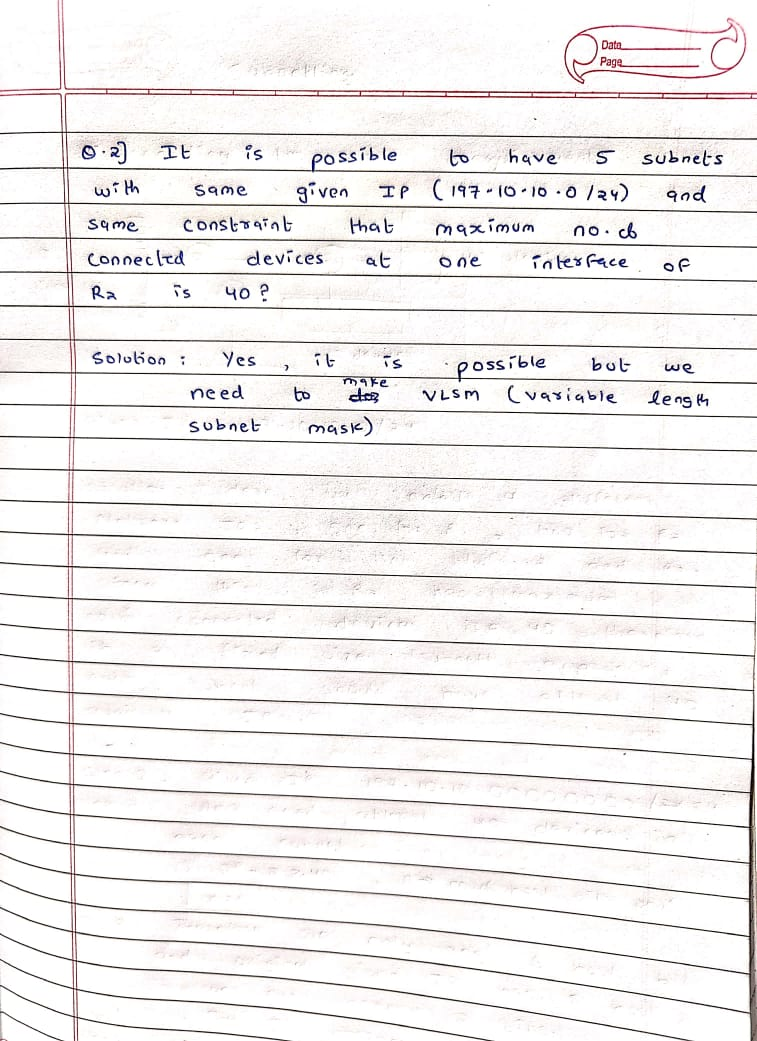 Date
Page
Q.2] It is possible to have 5 subnets
with same given IP (197.10.10.0/24) and
same constraint that maximum no. of
connected devices at one interface of
R2 is 40?
Solution : Yes, it is possible but we
make
need to VLSM (variable length
subnet mask)